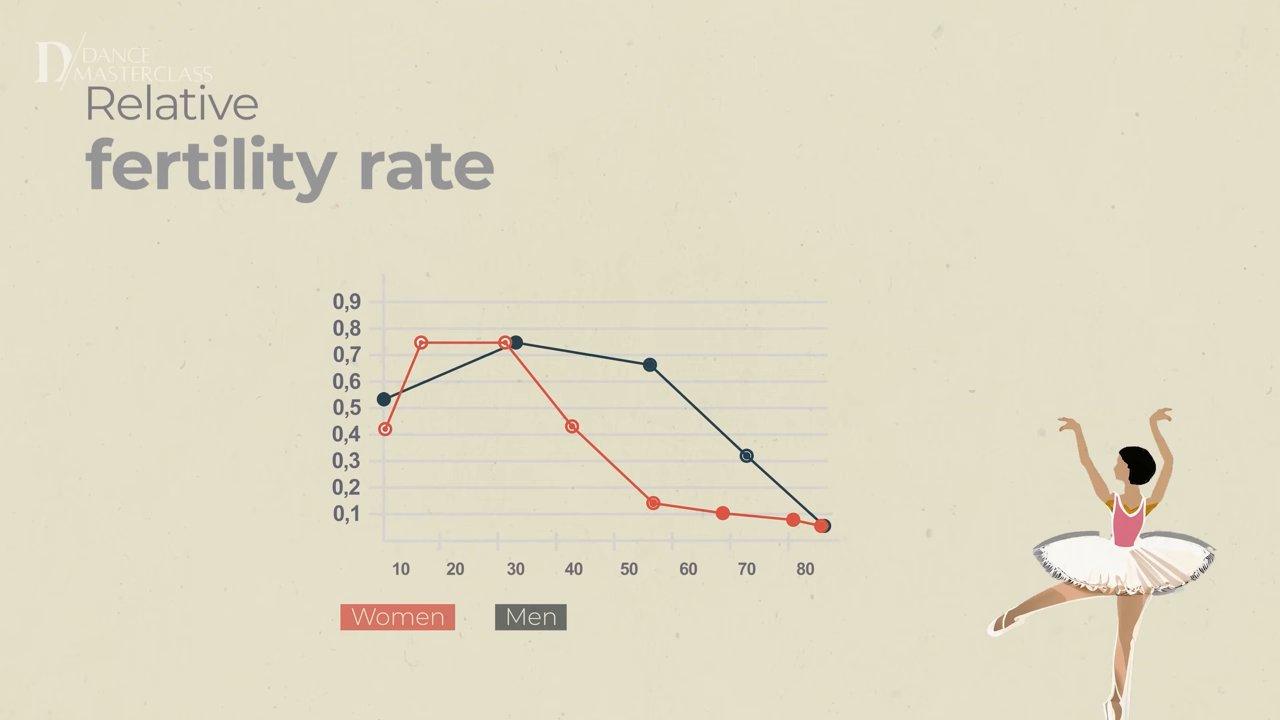 DANCE
MASTERCLASS
Relative
fertility rate
0,9
0,8
0,7
0,6
0,5
0,4
0,3
0,2
0,1
10 20 30 40 50 60 70 80
Women Men